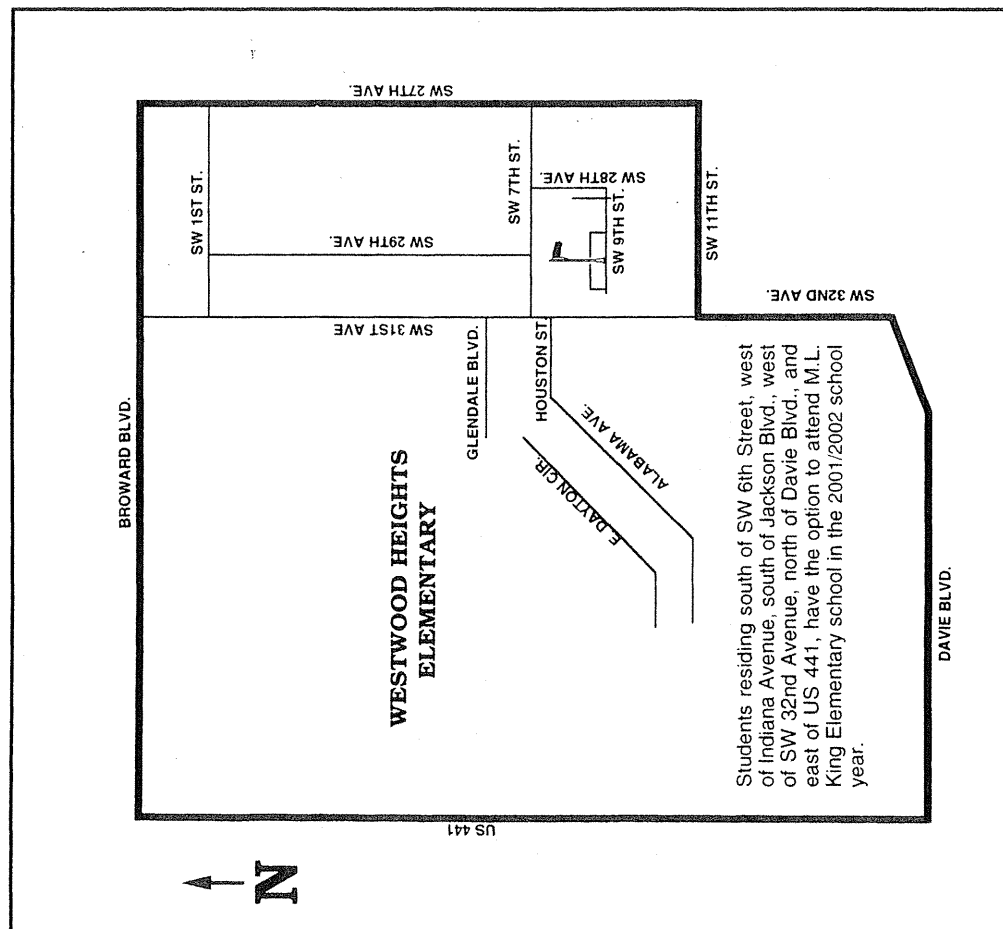 BROWARD BLVD.
SW 27TH AVE.
SW 1ST ST.
SW 29TH AVE.
SW 31ST AVE
SW 7TH ST.
SW 28TH AVE.
SW 9TH ST.
SW 11TH ST.
GLENDALE BLVD.
HOUSTON ST.
ALABAMA AVE.
E. DAYTON CIR.
SW 32ND AVE.
WESTWOOD HEIGHTS
ELEMENTARY
Students residing south of SW 6th Street, west
of Indiana Avenue, south of Jackson Blvd., west
of SW 32nd Avenue, north of Davie Blvd., and
east of US 441, have the option to attend M.L.
King Elementary school in the 2001/2002 school
year.
US 441
DAVIE BLVD.
N